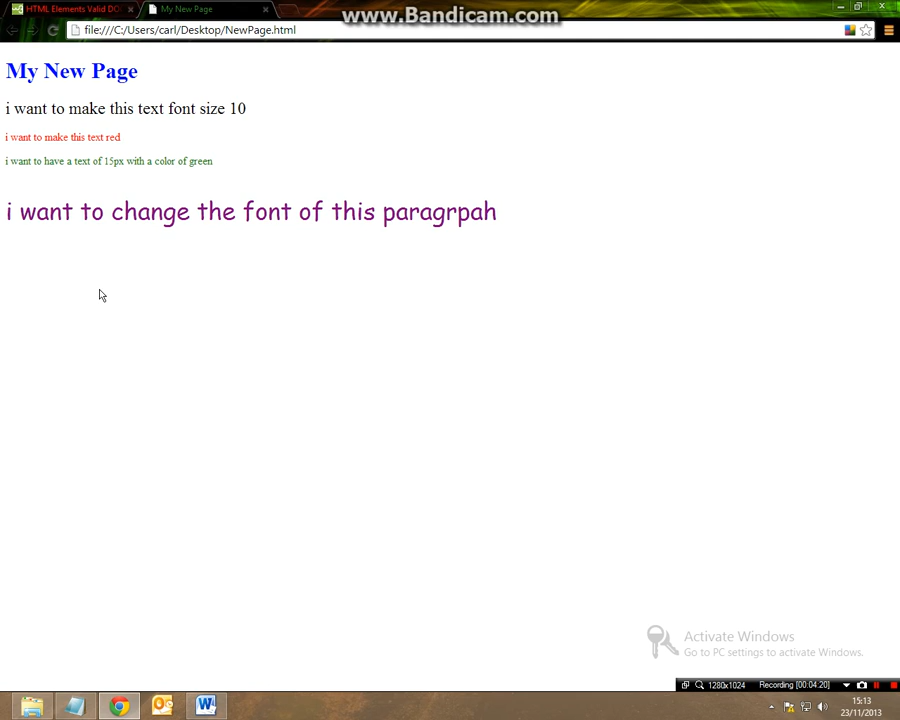 HTML Elements Valid DO
My New Page
www.Bandicam.com
file:///C:/Users/carl/Desktop/NewPage.html
My New Page
i want to make this text font size 10
i want to make this text red
i want to have a text of 15px with a color of green
i want to change the font of this paragrpah
Activate Windows
Go to PC settings to activate Windows.
1280x1024
Recording [00:04:20]
15:13
23/11/2013